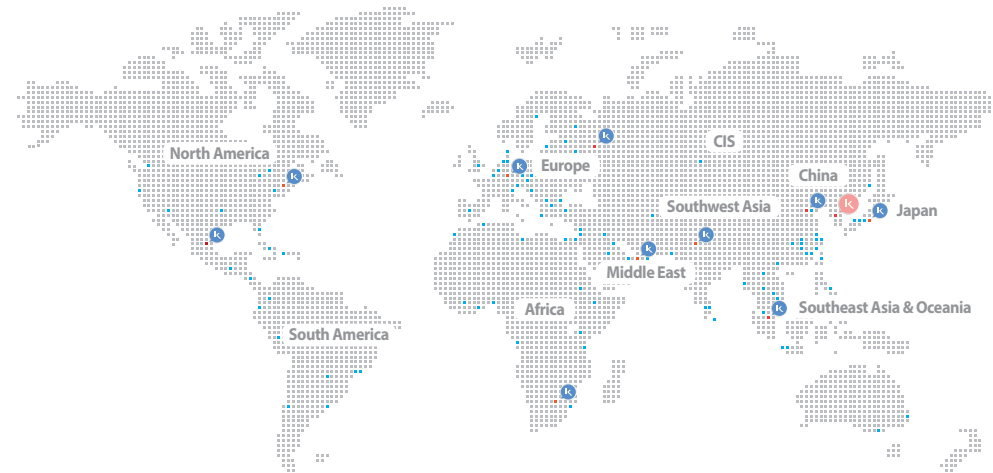 CIS
North America
Europe
China
Southwest Asia
Japan
Middle East
Africa
Southeast Asia & Oceania
South America
k
k
k
k
k
k
k
k
k
k
k